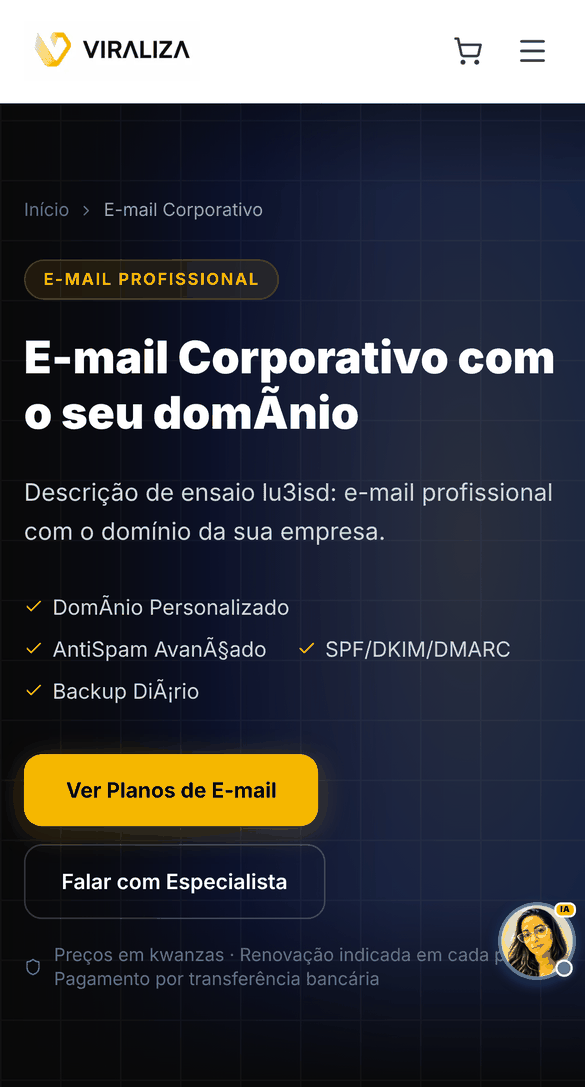 VIRALIZA
Início > E-mail Corporativo
E-MAIL PROFISSIONAL
E-mail Corporativo com
o seu domÃnio
Descrição de ensaio lu3isd: e-mail profissional
com o domínio da sua empresa.
DomÃnio Personalizado
AntiSpam AvanÃ§ado SPF/DKIM/DMARC
Backup DiÃ¡rio
Ver Planos de E-mail
Falar com Especialista
IA
Preços em kwanzas · Renovação indicada em cada
Pagamento por transferência bancária